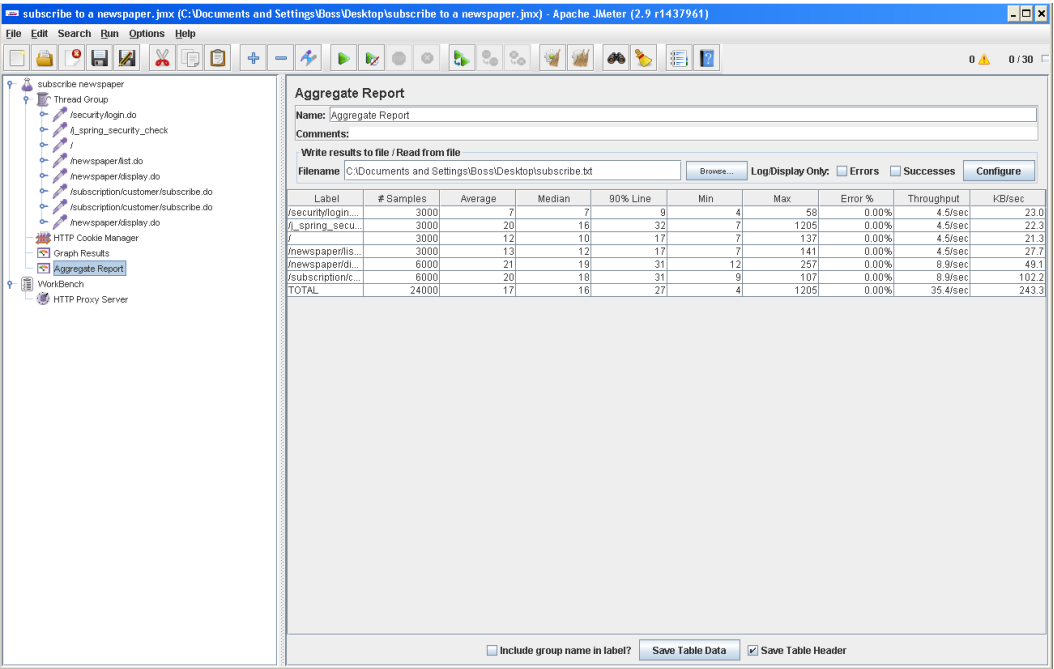 subscribe to a newspaper.jmx (C:\Documents and Settings\Boss\Desktop\subscribe to a newspaper.jmx) - Apache JMeter (2.9 r1437961)
File Edit Search Run Options Help
0 0 / 30
subscribe newspaper
Thread Group
/security/login.do
/j_spring_security_check
/
/newspaper/list.do
/newspaper/display.do
/subscription/customer/subscribe.do
/subscription/customer/subscribe.do
/newspaper/display.do
HTTP Cookie Manager
Graph Results
Aggregate Report
WorkBench
HTTP Proxy Server
Aggregate Report
Name: Aggregate Report
Comments:
Write results to file / Read from file
Filename C:\Documents and Settings\Boss\Desktop\subscribe.txt Browse... Log/Display Only: Errors Successes Configure
Label # Samples Average Median 90% Line Min Max Error % Throughput KB/sec
/security/login.... 3000 7 7 9 4 58 0.00% 4.5/sec 23.0
/j_spring_secu... 3000 20 16 32 7 1205 0.00% 4.5/sec 22.3
/ 3000 12 10 17 7 137 0.00% 4.5/sec 21.3
/newspaper/lis... 3000 13 12 17 7 141 0.00% 4.5/sec 27.7
/newspaper/di... 6000 21 19 31 12 257 0.00% 8.9/sec 49.1
/subscription/c... 6000 20 18 31 9 107 0.00% 8.9/sec 102.2
TOTAL 24000 17 16 27 4 1205 0.00% 35.4/sec 243.3
Include group name in label? Save Table Data Save Table Header